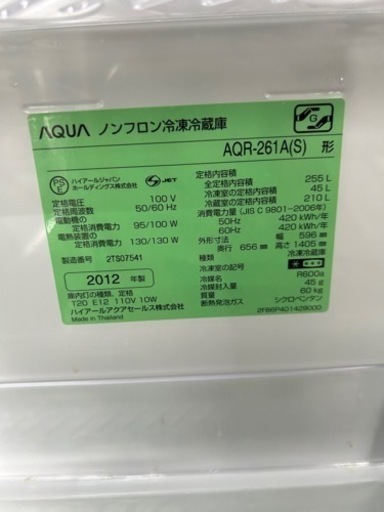 AQUA ノンフロン冷凍冷蔵庫
G
AQR-261A(S) 形
PS E
ハイアールジャパン
ホールディングス株式会社
JET
定格電圧 100 V
定格周波数 50/60 Hz
電動機の
定格消費電力 95/100 W
電熱装置の
定格消費電力 130/130 W
製造番号 2TS07541
2012 年製
庫内灯の種類、定格
T20 E12 110V 10W
ハイアールアクアセールス株式会社
Made in Thailand
定格内容積
全定格内容積 255 L
冷凍室の定格内容積 45 L
冷蔵室の定格内容積 210 L
消費電力量 (JIS C 9801-2006年)
50Hz 420 kWh/年
60Hz 420 kWh/年
外形寸法 幅 596 mm
奥行 656 mm 高さ 1405 mm
種類 冷凍冷蔵庫
冷凍室の記号
冷媒 R600a
冷媒封入量 45 g
質量 60 kg
断熱発泡ガス シクロペンタン
2FB6P401429000